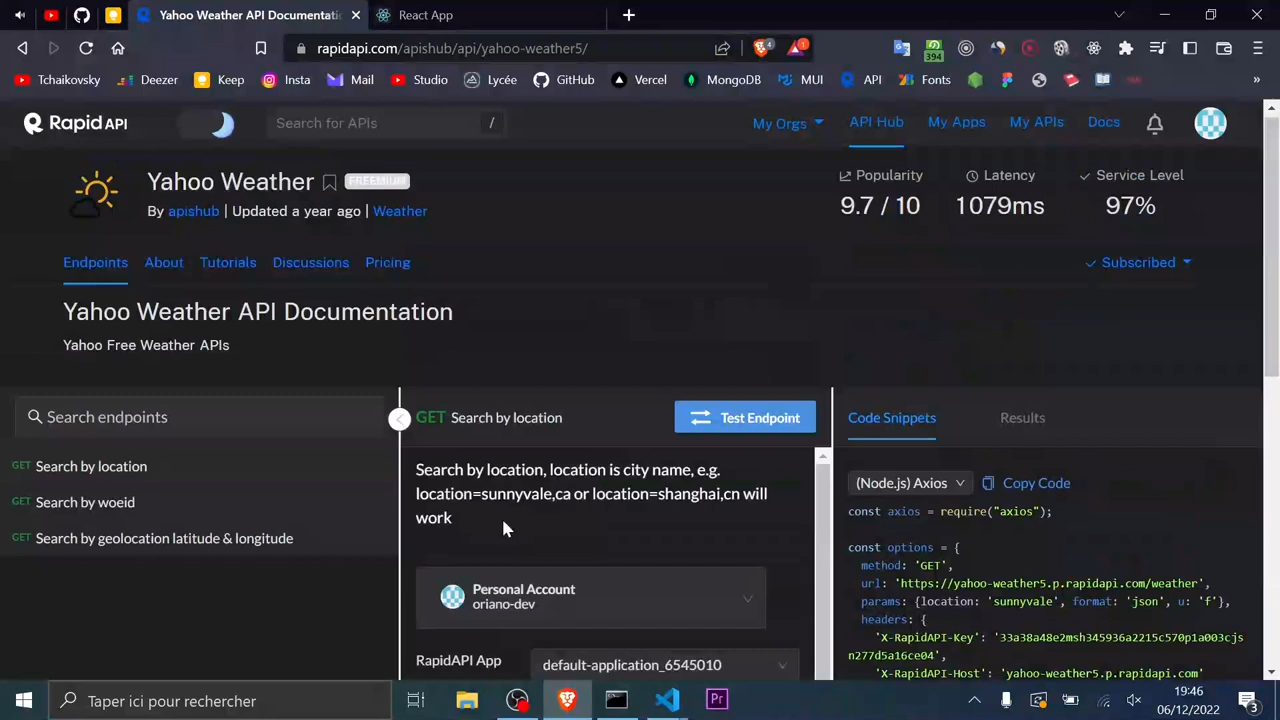 Yahoo Weather API Documentatio
React App
rapidapi.com/apishub/api/yahoo-weather5/
4
1
394
Tchaikovsky
Deezer
Keep
Insta
Mail
Studio
Lycée
GitHub
Vercel
MongoDB
MUI
API
Fonts
»
Rapid API
Search for APIs
/
My Orgs
API Hub
My Apps
My APIs
Docs
Yahoo Weather
FREEMIUM
By apishub | Updated a year ago | Weather
Popularity
9.7 / 10
Latency
1079ms
Service Level
97%
Endpoints
About
Tutorials
Discussions
Pricing
Subscribed
Yahoo Weather API Documentation
Yahoo Free Weather APIs
Search endpoints
GET Search by location
GET Search by woeid
GET Search by geolocation latitude & longitude
GET Search by location
Test Endpoint
Search by location, location is city name, e.g.
location=sunnyvale,ca or location=shanghai,cn will
work
Personal Account
oriano-dev
RapidAPI App
default-application_6545010
Code Snippets
Results
(Node.js) Axios
Copy Code
const axios = require("axios");
const options = {
method: 'GET',
url: 'https://yahoo-weather5.p.rapidapi.com/weather',
params: {location: 'sunnyvale', format: 'json', u: 'f'},
headers: {
'X-RapidAPI-Key': '33a38a48e2msh345936a2215c570p1a003cjs
n277d5a16ce04',
'X-RapidAPI-Host': 'yahoo-weather5.p.rapidapi.com'
Taper ici pour rechercher
Pr
19:46
06/12/2022
3